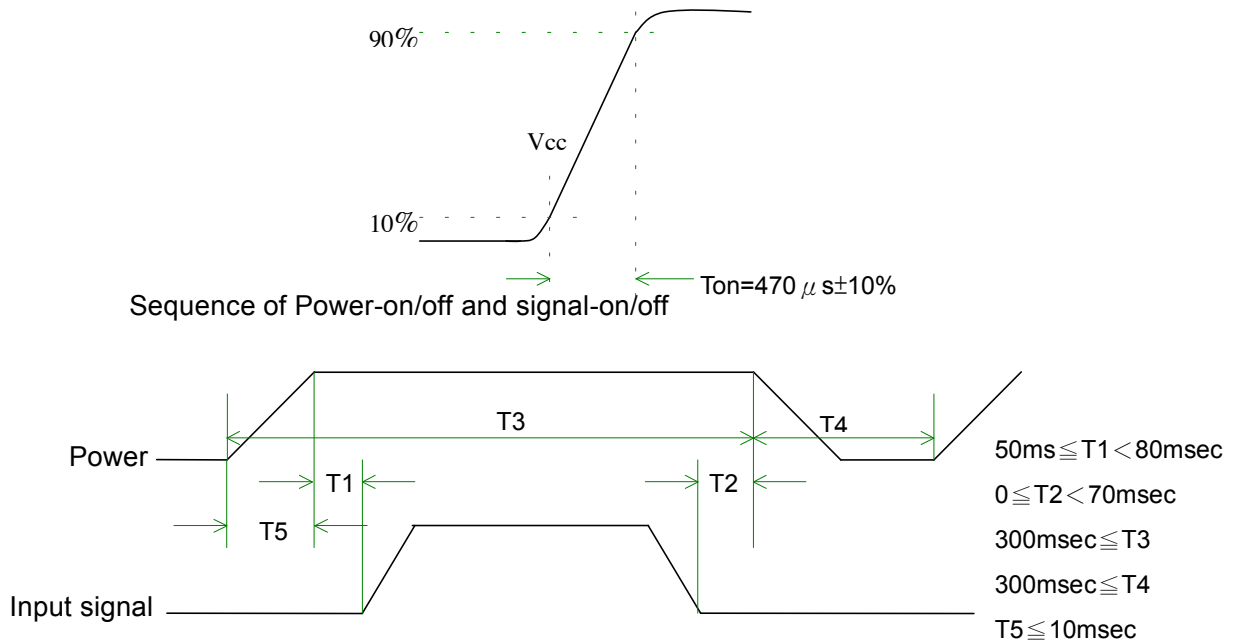 90%
Vcc
10%
Ton=470 μ s±10%
Sequence of Power-on/off and signal-on/off
T3
T4
Power
T1
T2
T5
Input signal
50ms≦T1<80msec
0≦T2<70msec
300msec≦T3
300msec≦T4
T5≦10msec